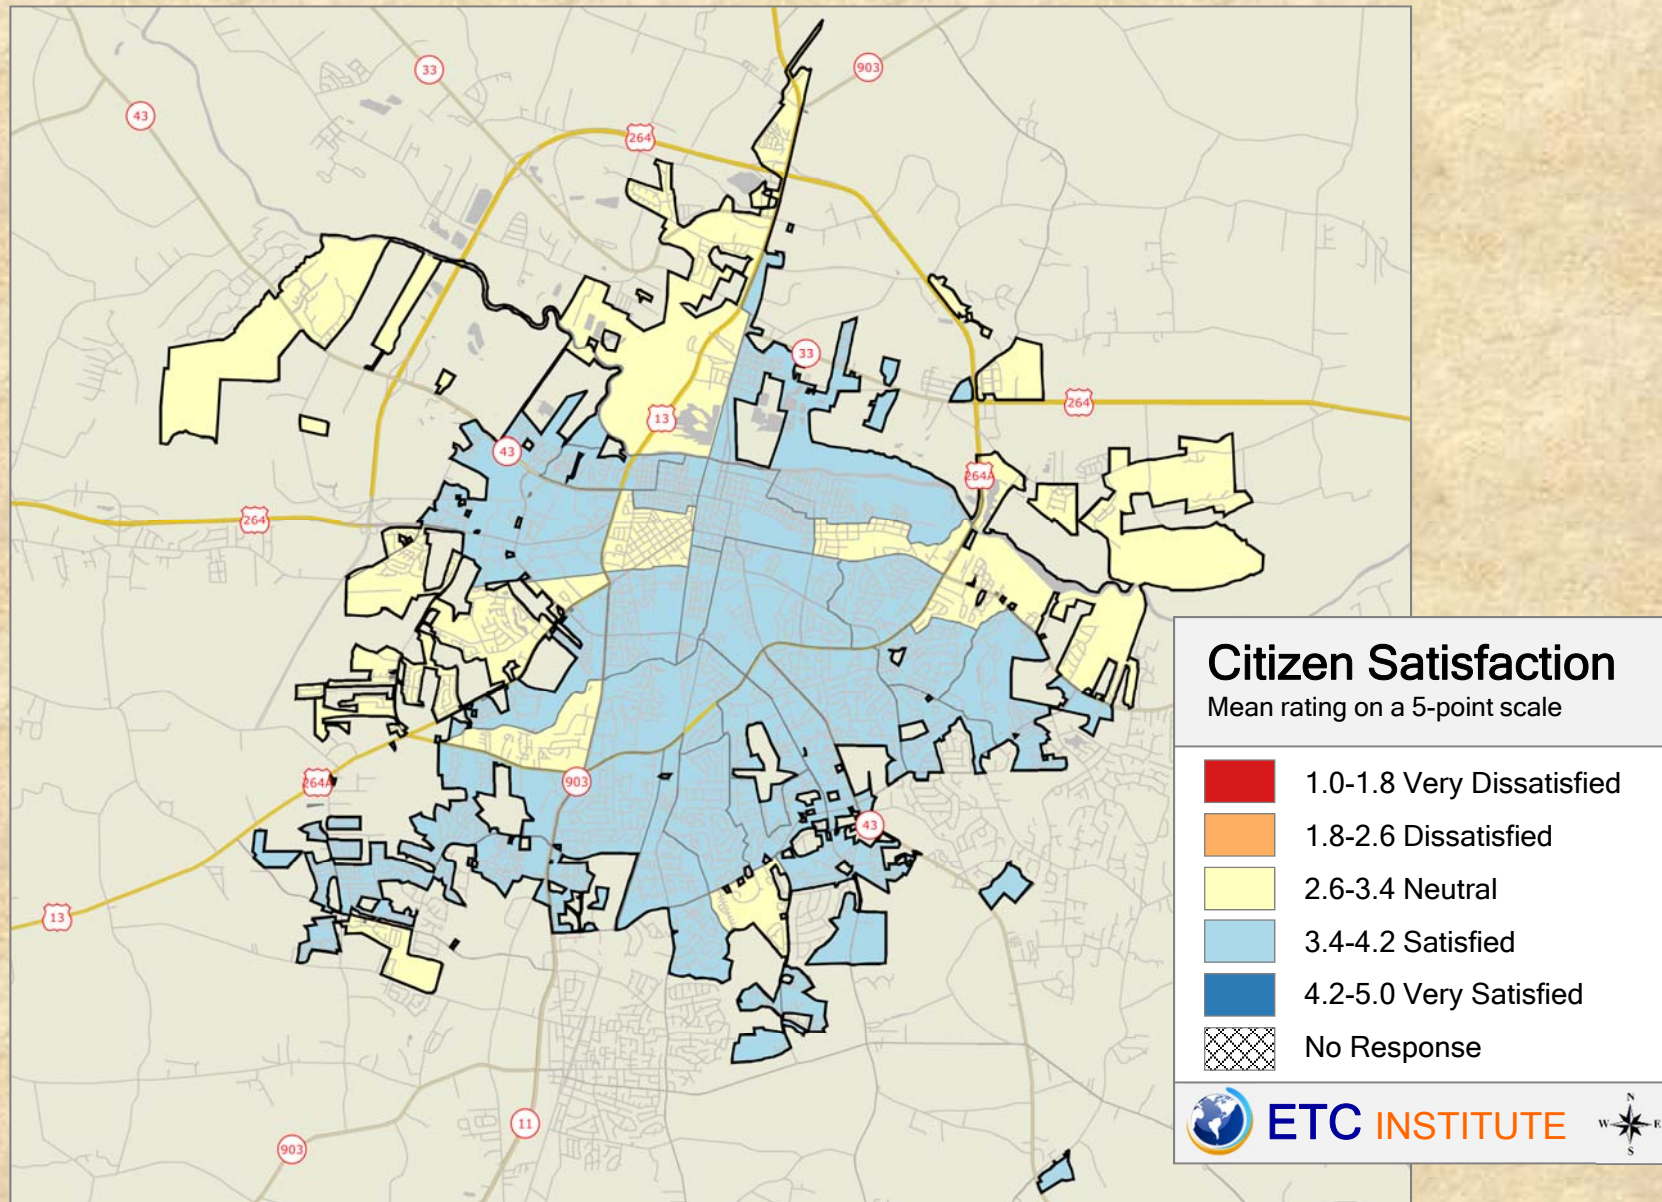 33
903
43
264
33
264
13
43
264A
264
903
264A
43
13
11
903
Citizen Satisfaction
Mean rating on a 5-point scale
1.0-1.8 Very Dissatisfied
1.8-2.6 Dissatisfied
2.6-3.4 Neutral
3.4-4.2 Satisfied
4.2-5.0 Very Satisfied
No Response
ETC INSTITUTE
N
W E
S